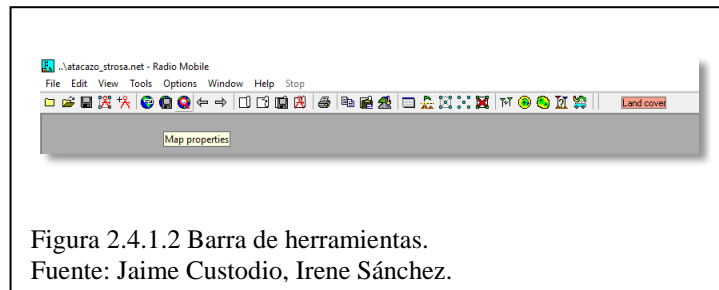 ..\atacazo_strosa.net - Radio Mobile
File Edit View Tools Options Window Help Stop
Land cover
Map properties
Figura 2.4.1.2 Barra de herramientas.
Fuente: Jaime Custodio, Irene Sánchez.